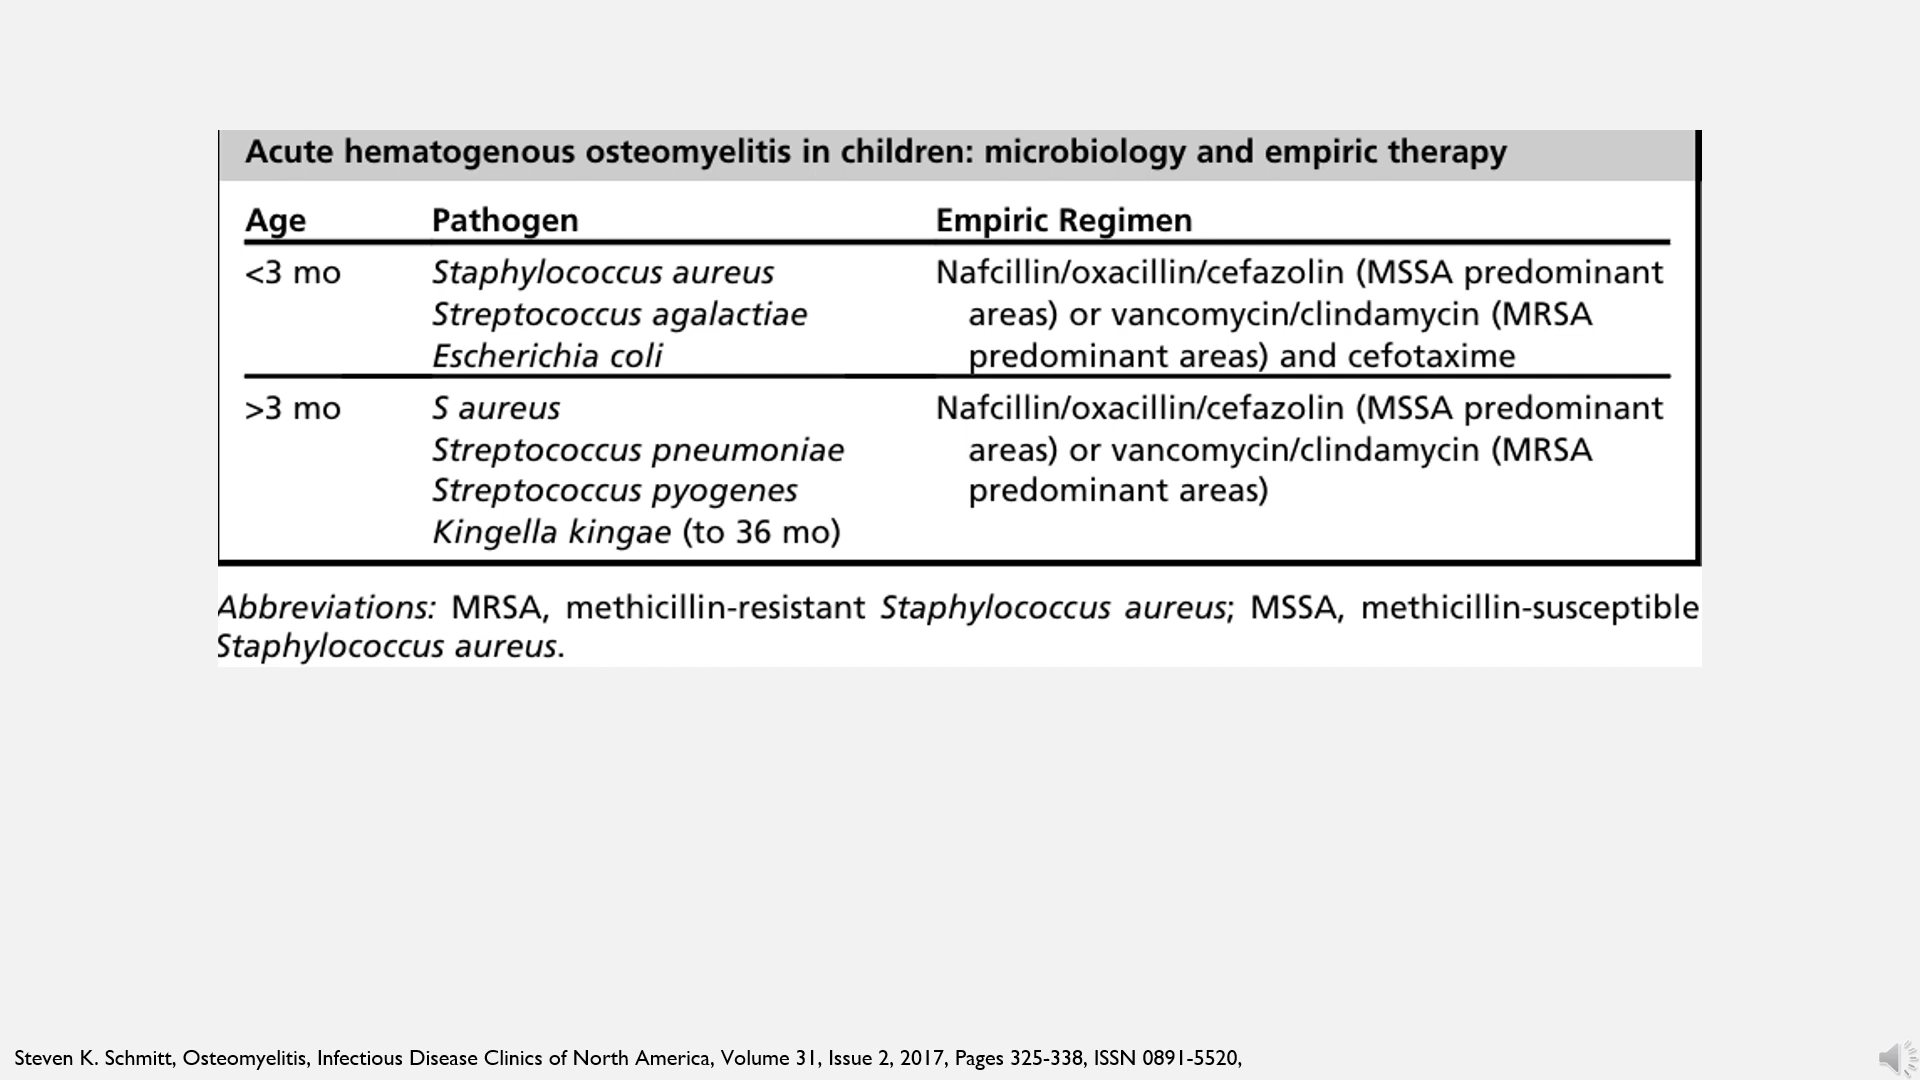 Acute hematogenous osteomyelitis in children: microbiology and empiric therapy
Age Pathogen Empiric Regimen
<3 mo Staphylococcus aureus Nafcillin/oxacillin/cefazolin (MSSA predominant
Streptococcus agalactiae areas) or vancomycin/clindamycin (MRSA
Escherichia coli predominant areas) and cefotaxime
>3 mo S aureus Nafcillin/oxacillin/cefazolin (MSSA predominant
Streptococcus pneumoniae areas) or vancomycin/clindamycin (MRSA
Streptococcus pyogenes predominant areas)
Kingella kingae (to 36 mo)
Abbreviations: MRSA, methicillin-resistant Staphylococcus aureus; MSSA, methicillin-susceptible
Staphylococcus aureus.
Steven K. Schmitt, Osteomyelitis, Infectious Disease Clinics of North America, Volume 31, Issue 2, 2017, Pages 325-338, ISSN 0891-5520,